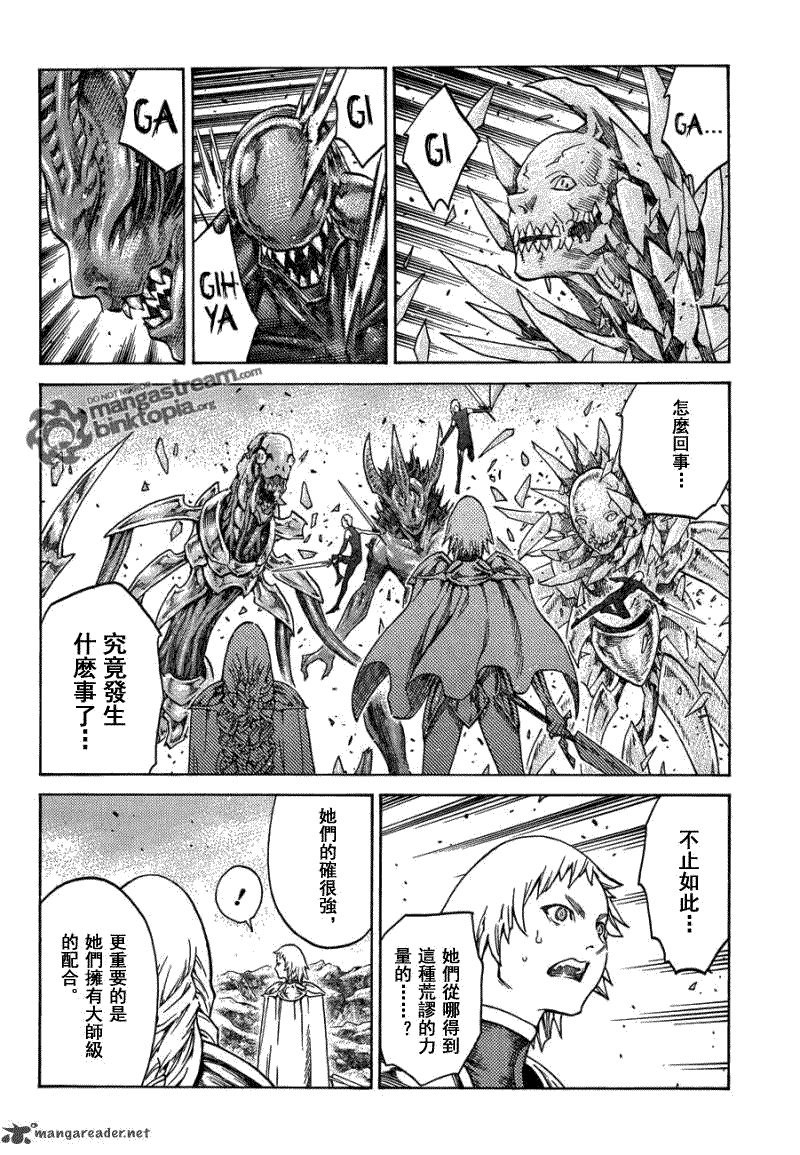 GA...
GI
GI
GIH
YA
GA
DO NOT MIRROR
mangastream.com
binktopia.org
怎麼回事…
究竟發生
什麼事了…
不止如此…
她們從哪得到
這種荒謬的力
量的……?
她們的確很強，
!
更重要的是
她們擁有大師級
的配合。
mangareader.net